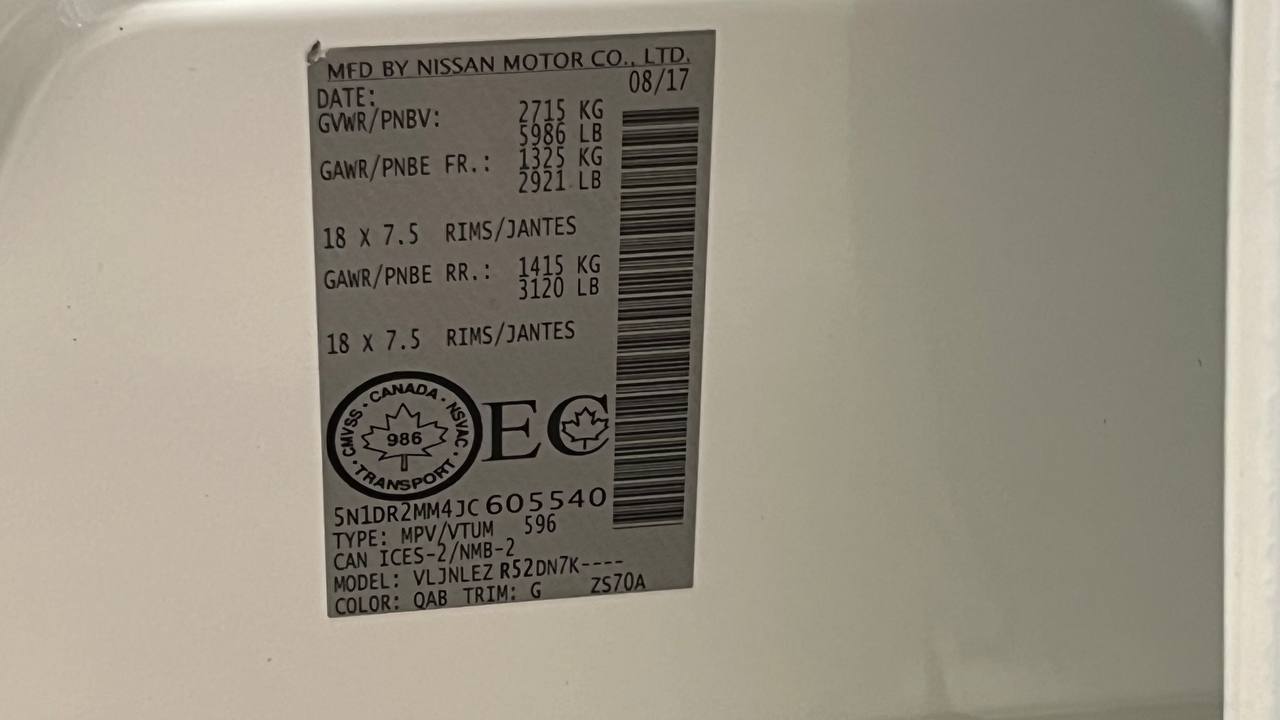 MFD BY NISSAN MOTOR CO., LTD.
DATE: 08/17
GVWR/PNBV: 2715 KG
5986 LB
GAWR/PNBE FR.: 1325 KG
2921 LB
18 X 7.5 RIMS/JANTES
GAWR/PNBE RR.: 1415 KG
3120 LB
18 X 7.5 RIMS/JANTES
CMVSS · CANADA · NSVAC · TRANSPORT ·
986
EC
5N1DR2MM4JC605540
TYPE: MPV/VTUM 596
CAN ICES-2/NMB-2
MODEL: VLJNLEZ R52DN7K----
COLOR: QAB TRIM: G ZS70A